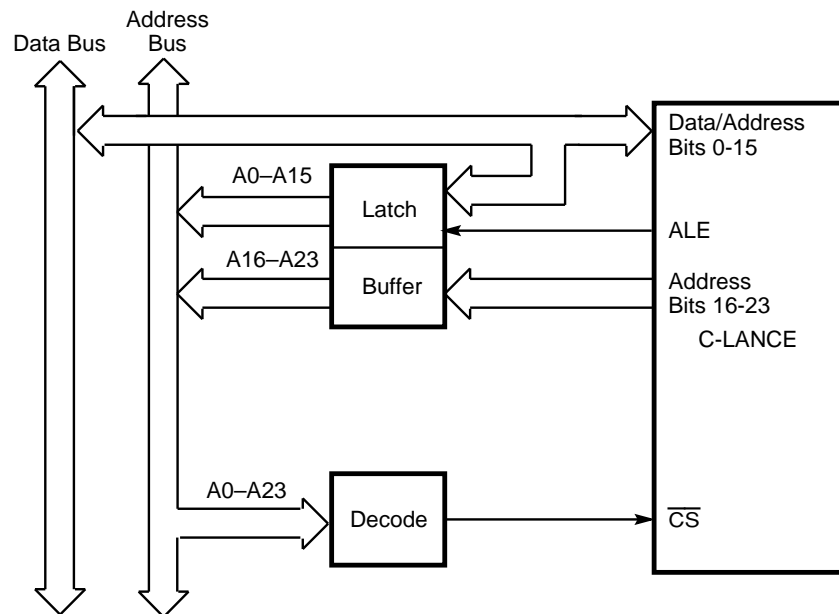 Address
Bus
Data Bus
Data/Address
Bits 0-15
A0–A15
Latch
ALE
A16–A23
Buffer
Address
Bits 16-23
C-LANCE
A0–A23
Decode
CS